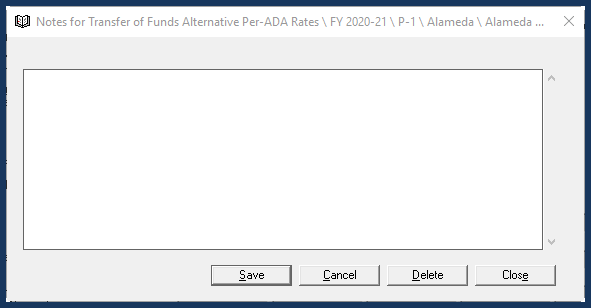 Notes for Transfer of Funds Alternative Per-ADA Rates \ FY 2020-21 \ P-1 \ Alameda \ Alameda ...
Save Cancel Delete Close